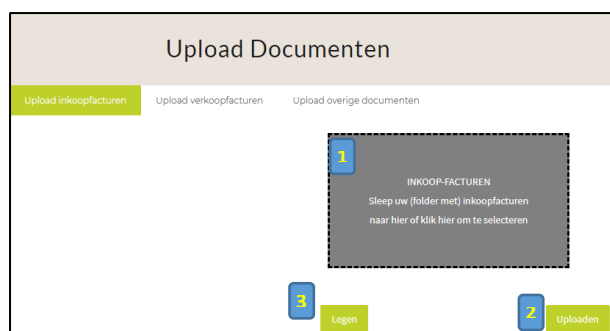 Upload Documenten
Upload inkoopfacturen Upload verkoopfacturen Upload overige documenten
1
INKOOP-FACTUREN
Sleep uw (folder met) inkoopfacturen
naar hier of klik hier om te selecteren
3 Legen 2 Uploaden